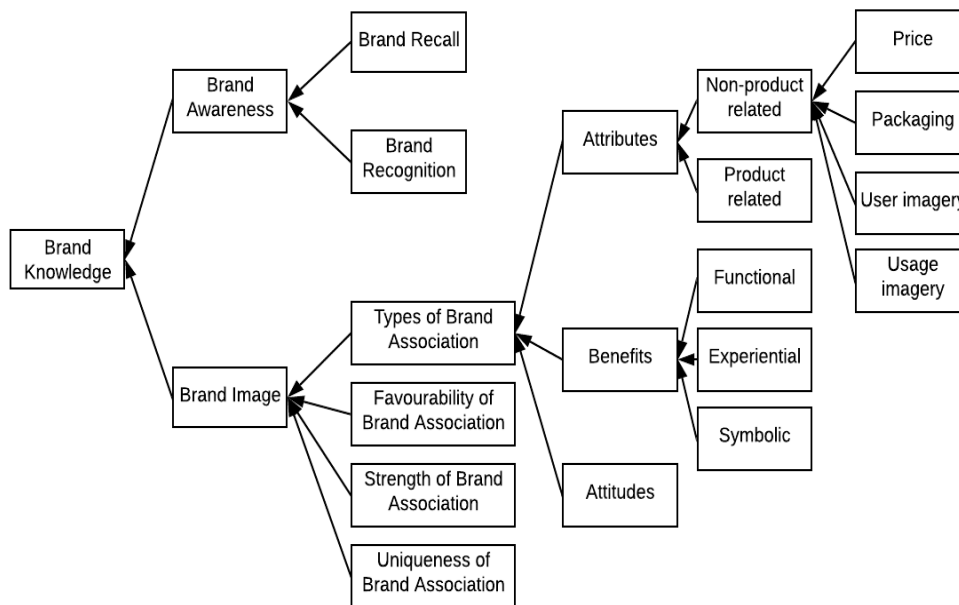 Brand Recall
Brand
Awareness
Brand
Recognition
Brand
Knowledge
Brand Image
Types of Brand
Association
Favourability of
Brand Association
Strength of Brand
Association
Uniqueness of
Brand Association
Attributes
Benefits
Attitudes
Non-product
related
Product
related
Functional
Experiential
Symbolic
Price
Packaging
User imagery
Usage
imagery